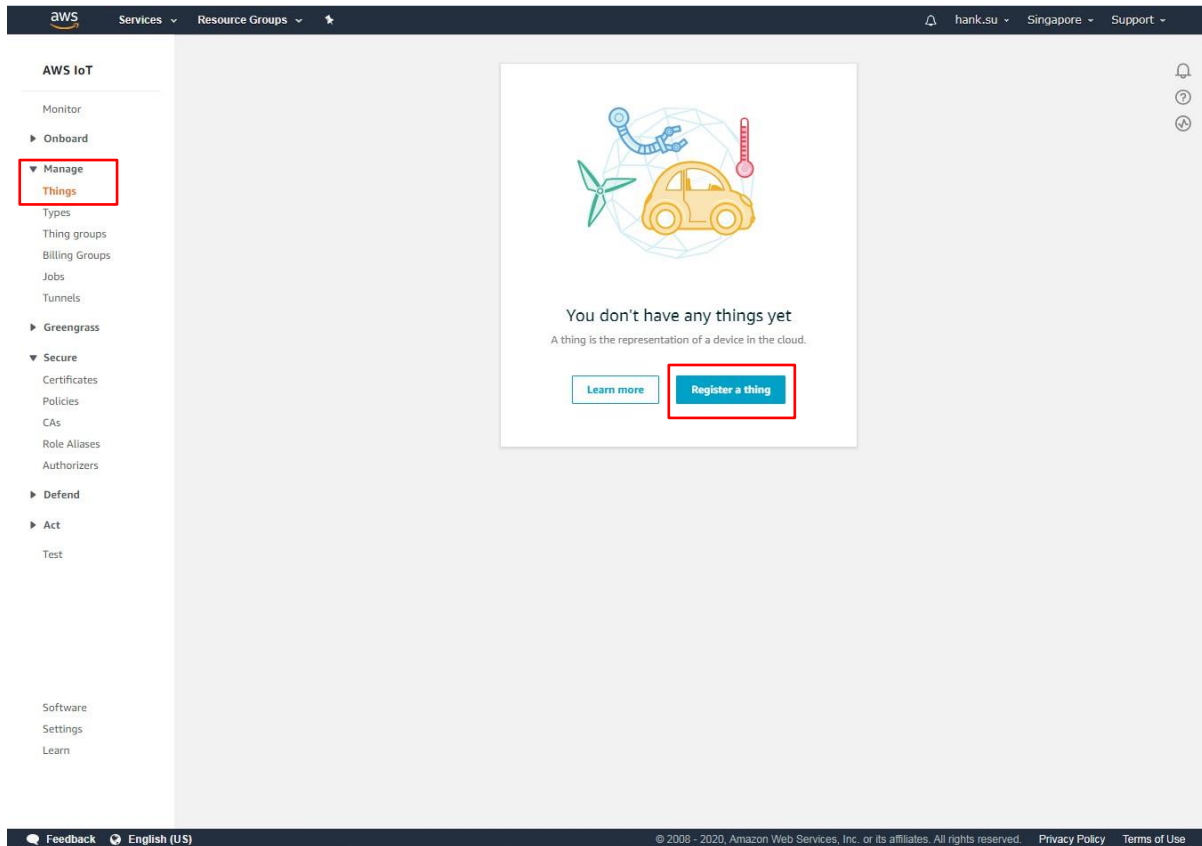 aws Services Resource Groups hank.su Singapore Support
AWS IoT
Monitor
Onboard
Manage
Things
Types
Thing groups
Billing Groups
Jobs
Tunnels
Greengrass
Secure
Certificates
Policies
CAs
Role Aliases
Authorizers
Defend
Act
Test
Software
Settings
Learn
You don't have any things yet
A thing is the representation of a device in the cloud.
Learn more Register a thing
Feedback English (US) © 2008 - 2020, Amazon Web Services, Inc. or its affiliates. All rights reserved. Privacy Policy Terms of Use